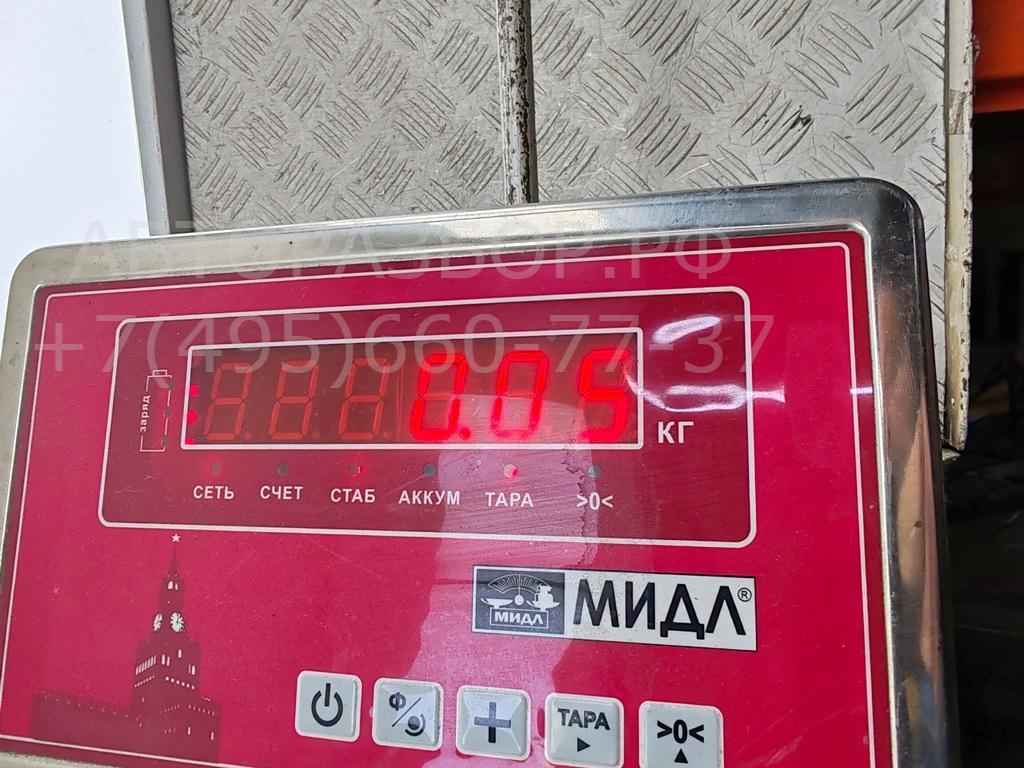 АВТОРАЗБОР.РФ
+7(495)660-77-37
заряд
0.05
КГ
СЕТЬ СЧЕТ СТАБ АККУМ ТАРА >0<
МИДЛ МИДЛ®
Ф/ + ТАРА >0<